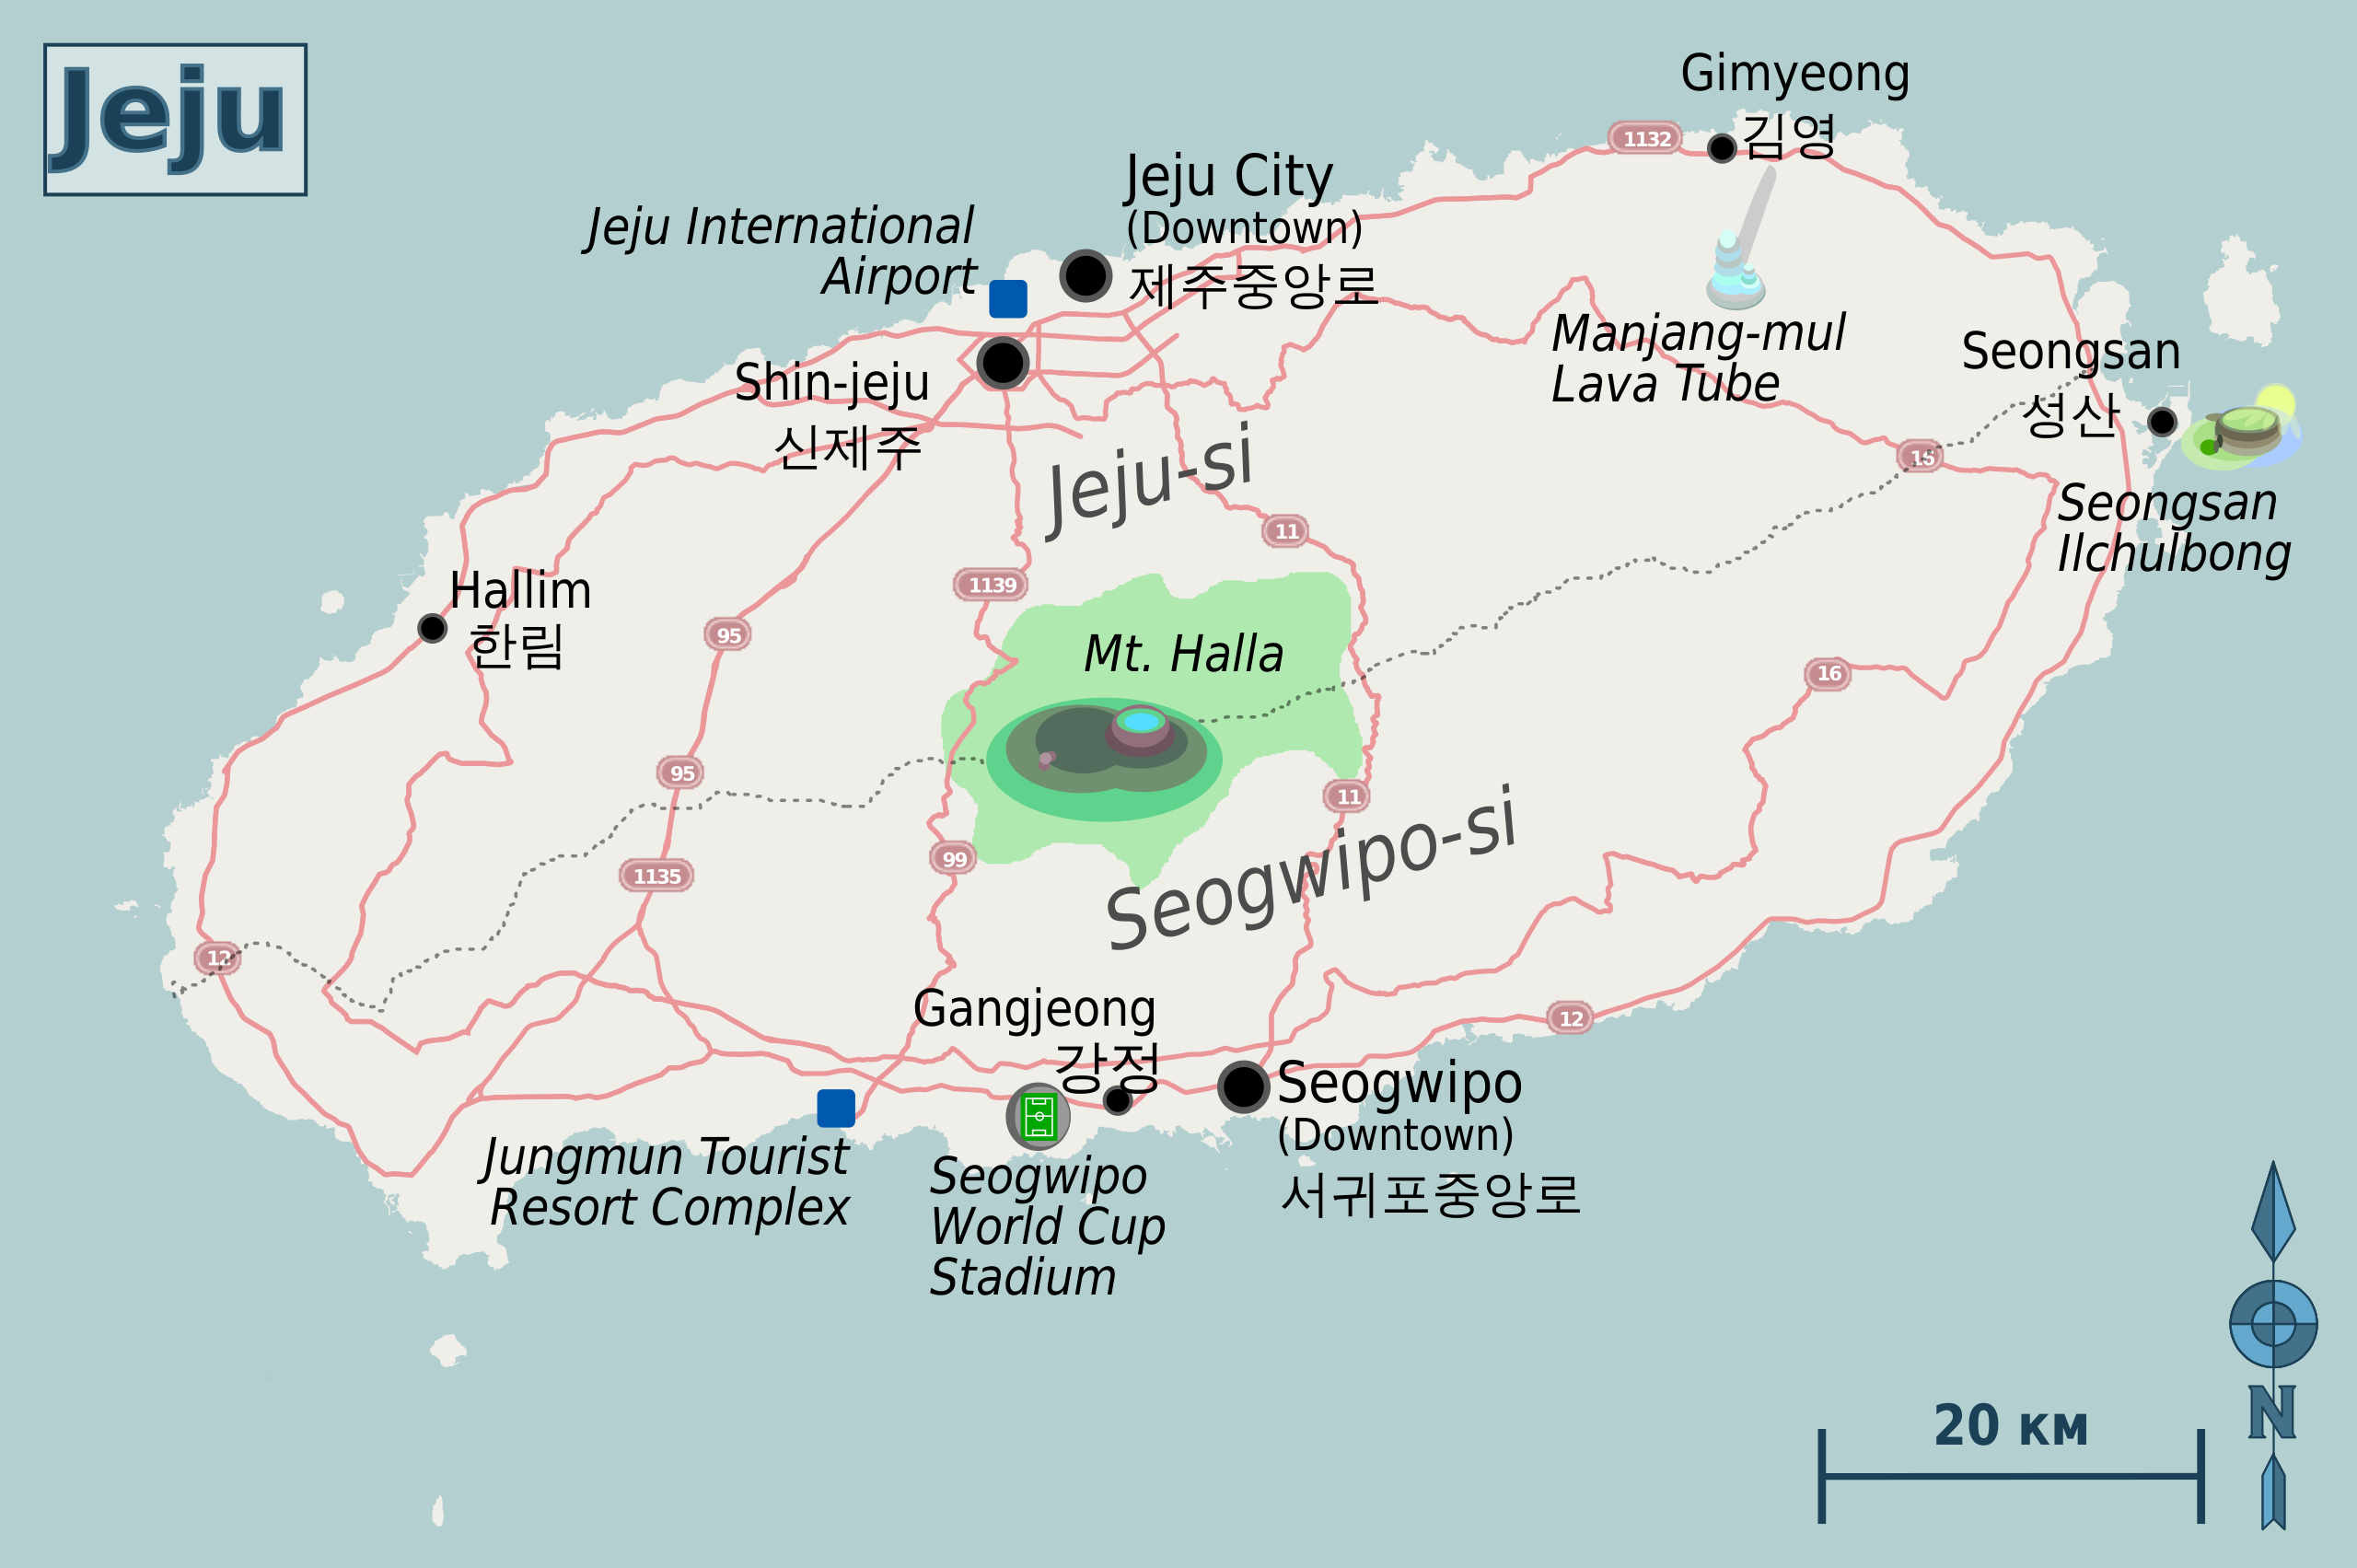 Jeju
Gimyeong
김영
1132
Jeju City
(Downtown)
제주중앙로
Jeju International
Airport
Manjang-mul
Lava Tube
Seongsan
성산
Shin-jeju
신제주
16
Jeju-si
Seongsan
Ilchulbong
11
1139
Hallim
한림
95
Mt. Halla
16
95
11
Seogwipo-si
99
1135
12
Gangjeong
강정
12
Seogwipo
(Downtown)
서귀포중앙로
Jungmun Tourist
Resort Complex
Seogwipo
World Cup
Stadium
N
20 км